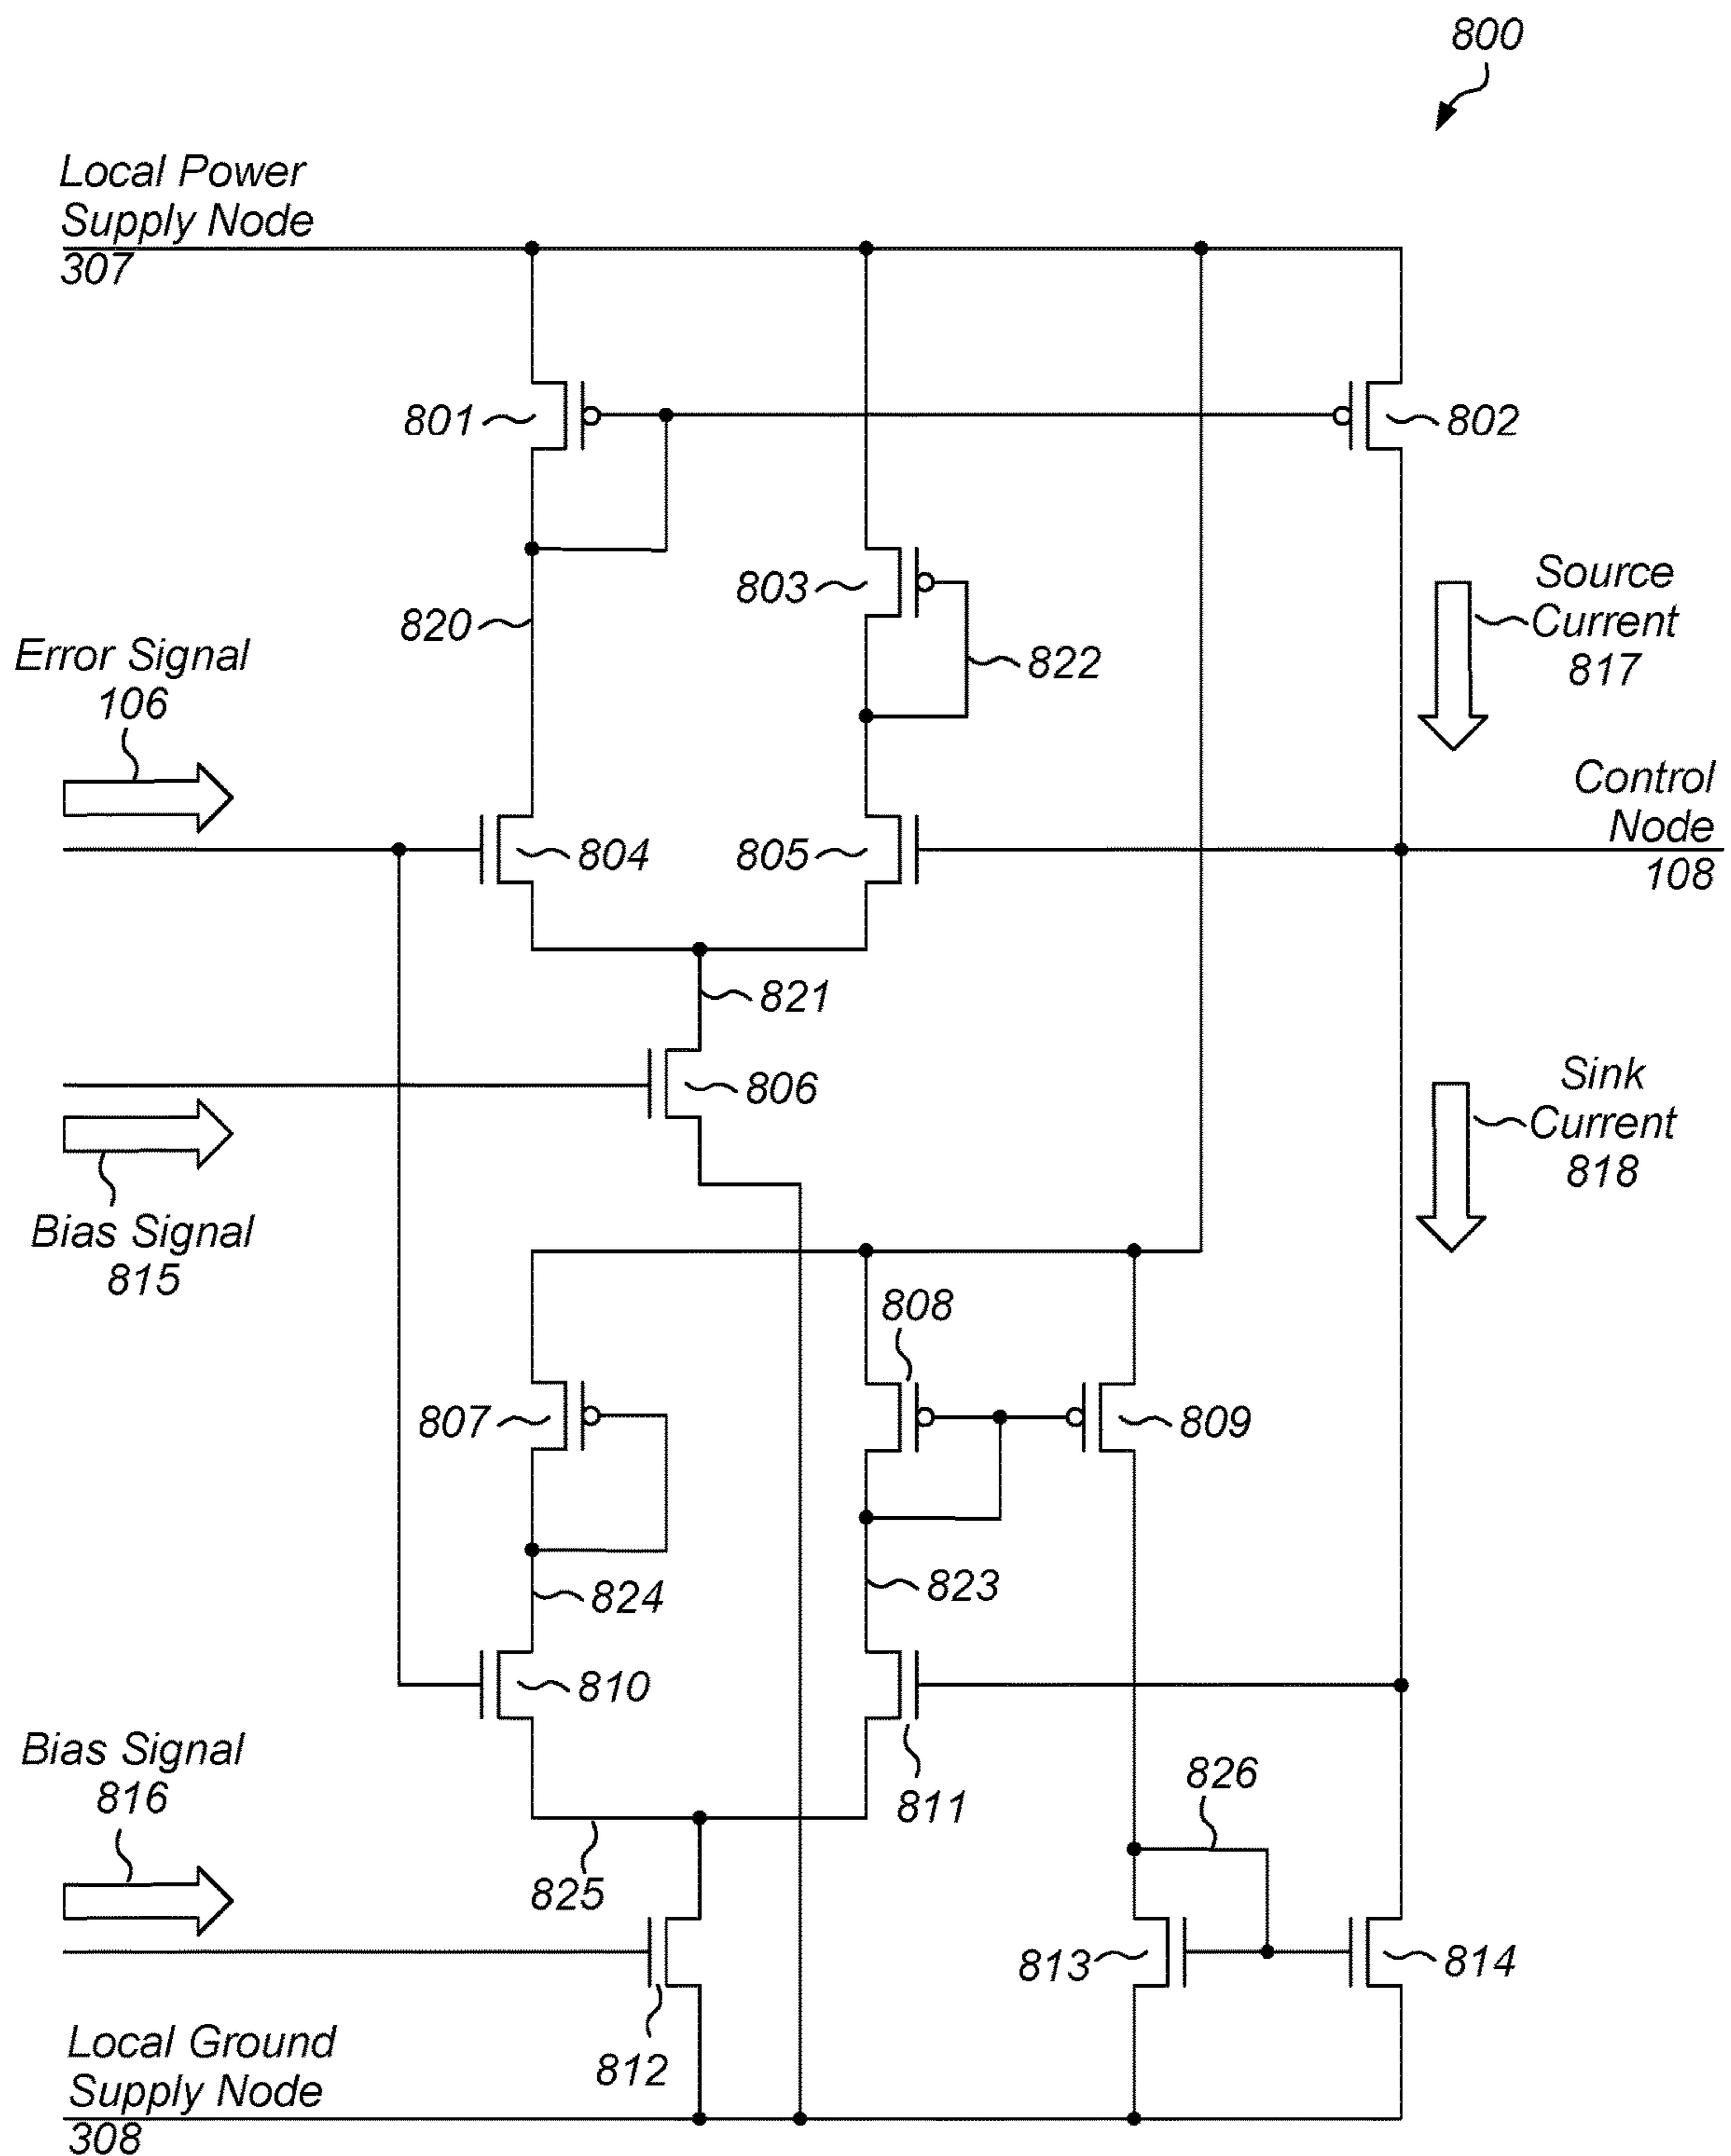 800
Local Power
Supply Node
307
801
802
803
Source
Current
817
820
822
Error Signal
106
Control
Node
108
804
805
821
806
Sink
Current
818
Bias Signal
815
808
807
809
824
823
810
Bias Signal
816
811
826
825
813
814
812
Local Ground
Supply Node
308